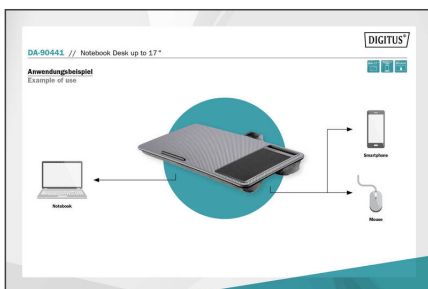 DIGITUS®
DA-90441 // Notebook Desk up to 17"
Anwendungsbeispiel
Example of use
Smartphone
Notebook
Mouse